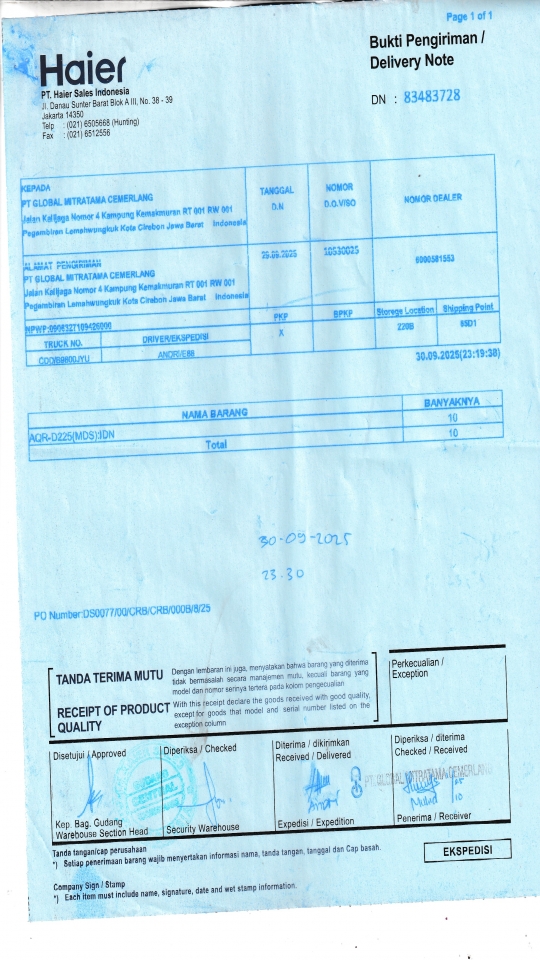 Page 1 of 1
Haier
Bukti Pengiriman /
Delivery Note
DN : 83483728
PT. Haier Sales Indonesia
Jl. Danau Sunter Barat Blok A III, No. 38 - 39
Jakarta 14350
Telp : (021) 6505668 (Hunting)
Fax : (021) 6512556
KEPADA
PT GLOBAL MITRATAMA CEMERLANG
Jalan Kalijaga Nomor 4 Kampung Kemakmuran RT 001 RW 001
Pegambiran Lemahwungkuk Kota Cirebon Jawa Barat Indonesia
TANGGAL
D.N
NOMOR
D.O.VISO
NOMOR DEALER
ALAMAT PENGIRIMAN
PT GLOBAL MITRATAMA CEMERLANG
Jalan Kalijaga Nomor 4 Kampung Kemakmuran RT 001 RW 001
Pegambiran Lemahwungkuk Kota Cirebon Jawa Barat Indonesia
10530025
PKP
BPKP
Storege Location
Shipping Point
TRUCK NO.
DRIVER/EKSPEDISI
X
220B
30.09.2025(23:19:38)
NAMA BARANG
BANYAKNYA
AQR-D225(MDS):IDN
10
Total
10
30-09-2025
23.30
PO Number:DS0077/00/CRB/CRB/000B/8/25
TANDA TERIMA MUTU
Dengan lembaran ini juga, menyatakan bahwa barang yang diterima
tidak bermasalah secara manajemen mutu, kecuali barang yang
model dan nomor serinya tertera pada kolom pengecualian
RECEIPT OF PRODUCT
QUALITY
With this receipt declare the goods received with good quality,
except for goods that model and serial number listed on the
exception column
Perkecualian /
Exception
Disetujui / Approved
Diperiksa / Checked
Diterima / dikirimkan
Received / Delivered
Diperiksa / diterima
Checked / Received
PT. GLOBAL MITRATAMA CEMERLANG
Kep. Bag. Gudang
Warehouse Section Head
Security Warehouse
Expedisi / Expedition
Penerima / Receiver
Tanda tangan/cap perusahaan
*) Setiap penerimaan barang wajib menyertakan informasi nama, tanda tangan, tanggal dan Cap basah.
EKSPEDISI
Company Sign / Stamp
*) Each item must include name, signature, date and wet stamp information.